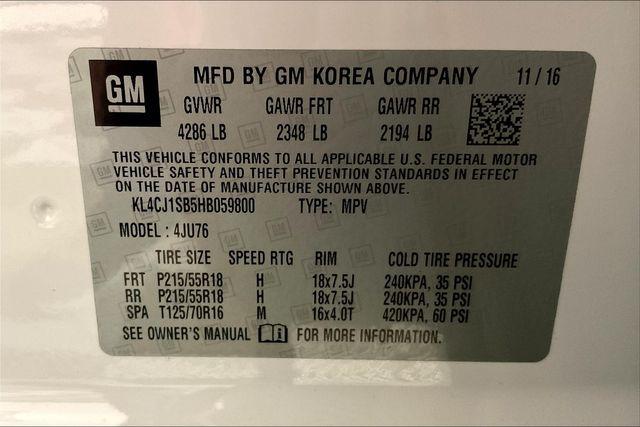 GM MFD BY GM KOREA COMPANY 11 / 16
GVWR GAWR FRT GAWR RR
4286 LB 2348 LB 2194 LB
THIS VEHICLE CONFORMS TO ALL APPLICABLE U.S. FEDERAL MOTOR
VEHICLE SAFETY AND THEFT PREVENTION STANDARDS IN EFFECT
ON THE DATE OF MANUFACTURE SHOWN ABOVE.
KL4CJ1SB5HB059800 TYPE: MPV
MODEL : 4JU76
TIRE SIZE SPEED RTG RIM COLD TIRE PRESSURE
FRT P215/55R18 H 18x7.5J 240KPA, 35 PSI
RR P215/55R18 H 18x7.5J 240KPA, 35 PSI
SPA T125/70R16 M 16x4.0T 420KPA, 60 PSI
SEE OWNER'S MANUAL FOR MORE INFORMATION.